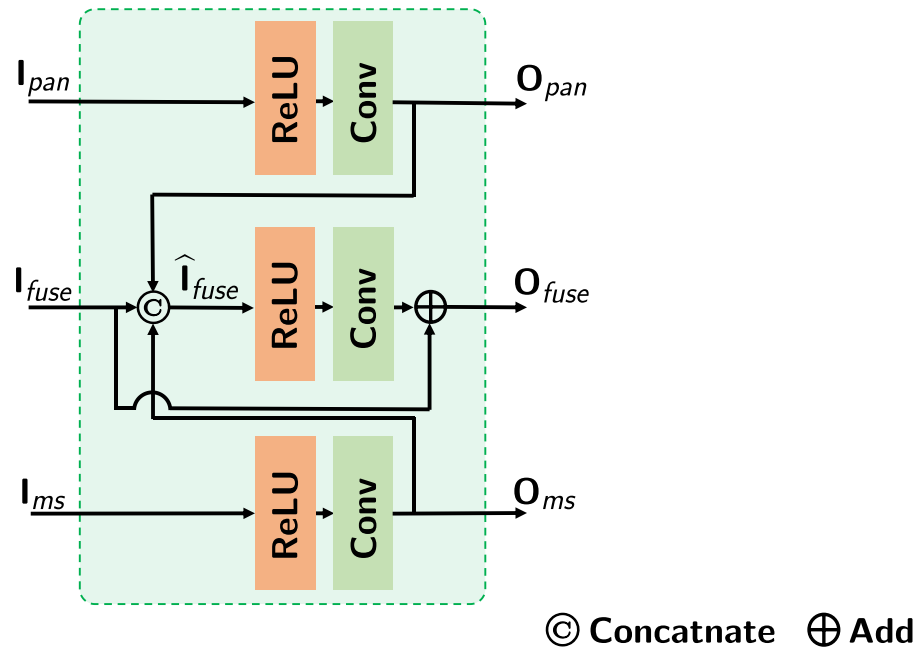 I_pan
ReLU
Conv
O_pan
I_fuse
C
Î_fuse
ReLU
Conv
O_fuse
I_ms
ReLU
Conv
O_ms
C Concatnate ⊕ Add